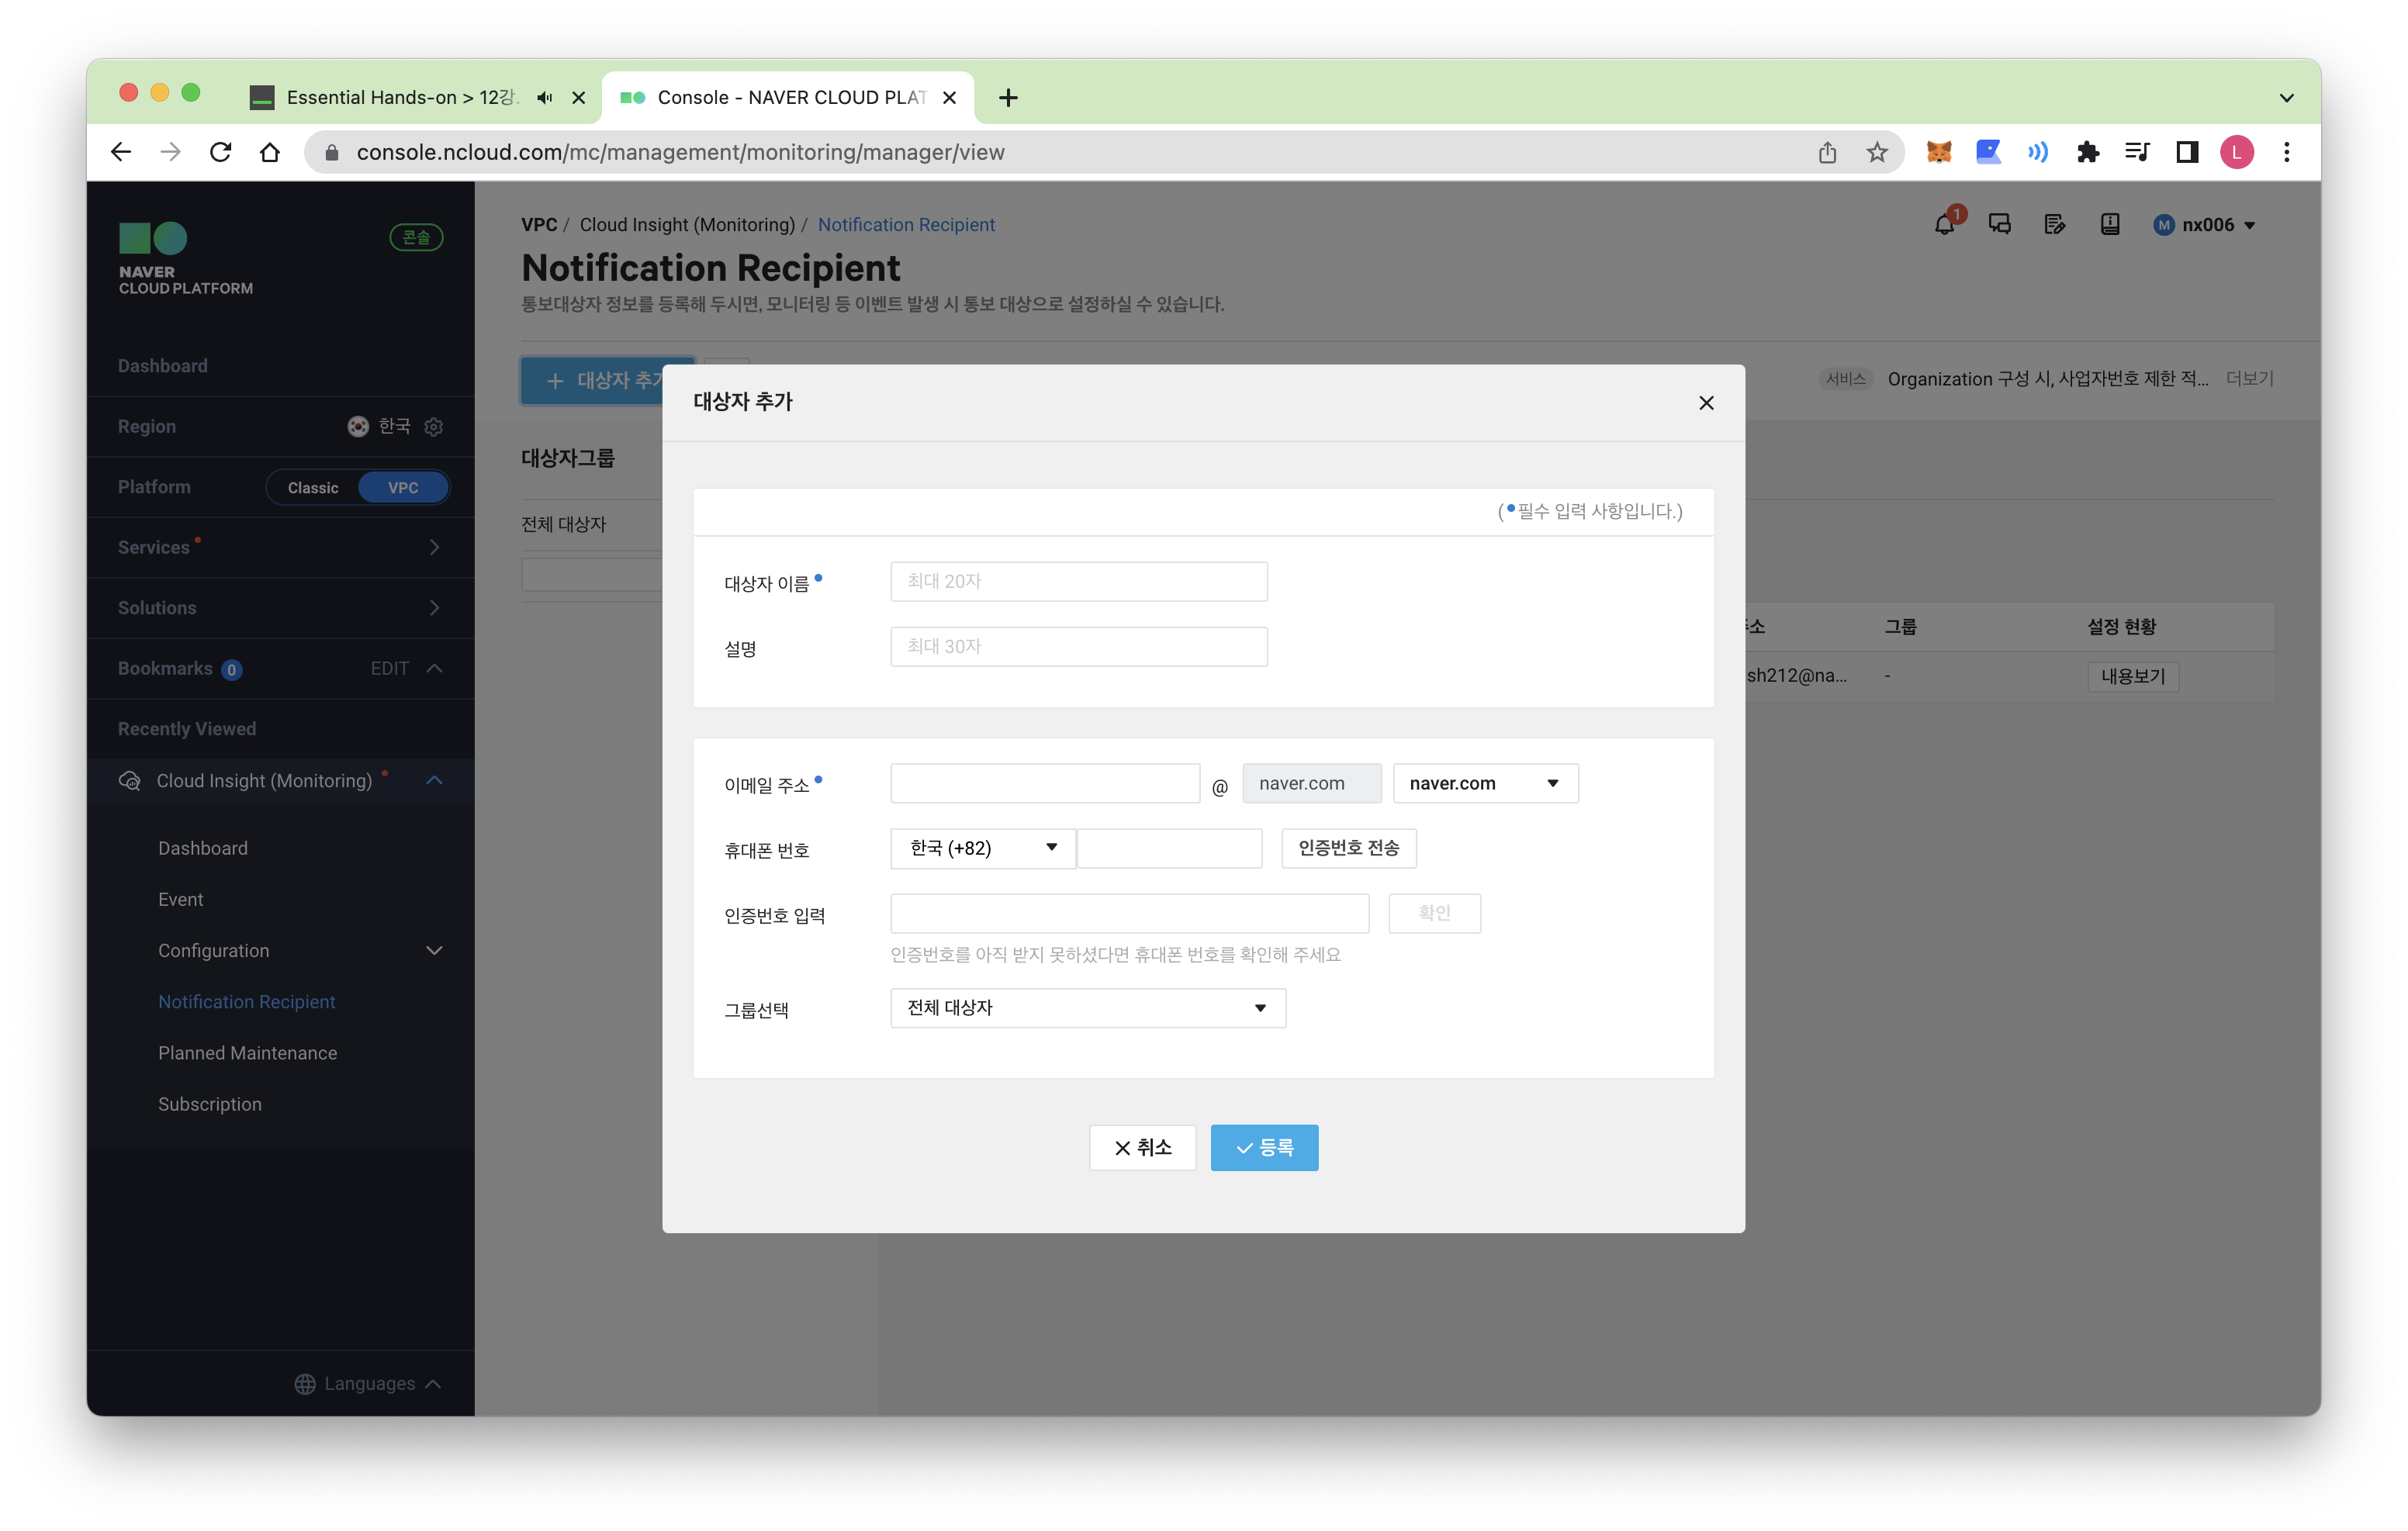 Essential Hands-on > 12강.
Console - NAVER CLOUD PLAT
console.ncloud.com/mc/management/monitoring/manager/view
L
NAVER
CLOUD PLATFORM
콘솔
Dashboard
Region
한국
Platform
Classic
VPC
Services
Solutions
Bookmarks 0
EDIT
Recently Viewed
Cloud Insight (Monitoring)
Dashboard
Event
Configuration
Notification Recipient
Planned Maintenance
Subscription
Languages
VPC / Cloud Insight (Monitoring) / Notification Recipient
1
M nx006
Notification Recipient
통보대상자 정보를 등록해 두시면, 모니터링 등 이벤트 발생 시 통보 대상으로 설정하실 수 있습니다.
+ 대상자 추가
서비스 Organization 구성 시, 사업자번호 제한 적... 더보기
대상자그룹
전체 대상자
그룹
설정 현황
sh212@na...
-
내용보기
대상자 추가
(•필수 입력 사항입니다.)
대상자 이름
최대 20자
설명
최대 30자
이메일 주소
@
naver.com
naver.com
휴대폰 번호
한국 (+82)
인증번호 전송
인증번호 입력
확인
인증번호를 아직 받지 못하셨다면 휴대폰 번호를 확인해 주세요
그룹선택
전체 대상자
취소
등록